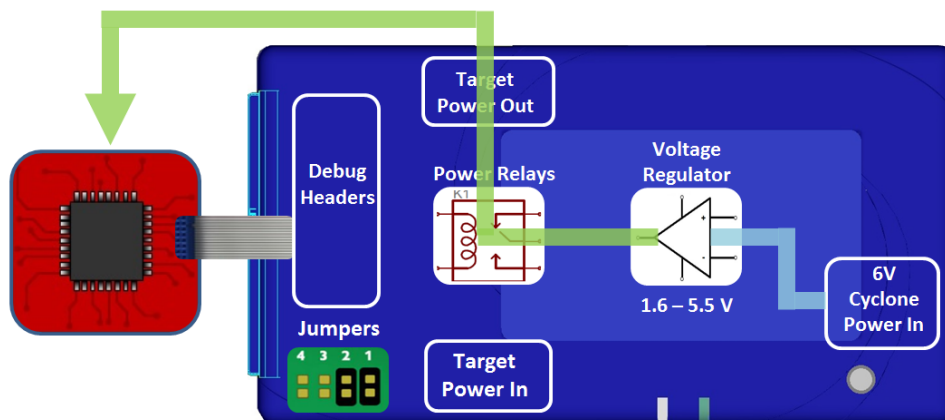 Target
Power Out
Debug
Headers
Power Relays
K1
Voltage
Regulator
+
-
1.6 – 5.5 V
6V
Cyclone
Power In
Jumpers
4 3 2 1
Target
Power In